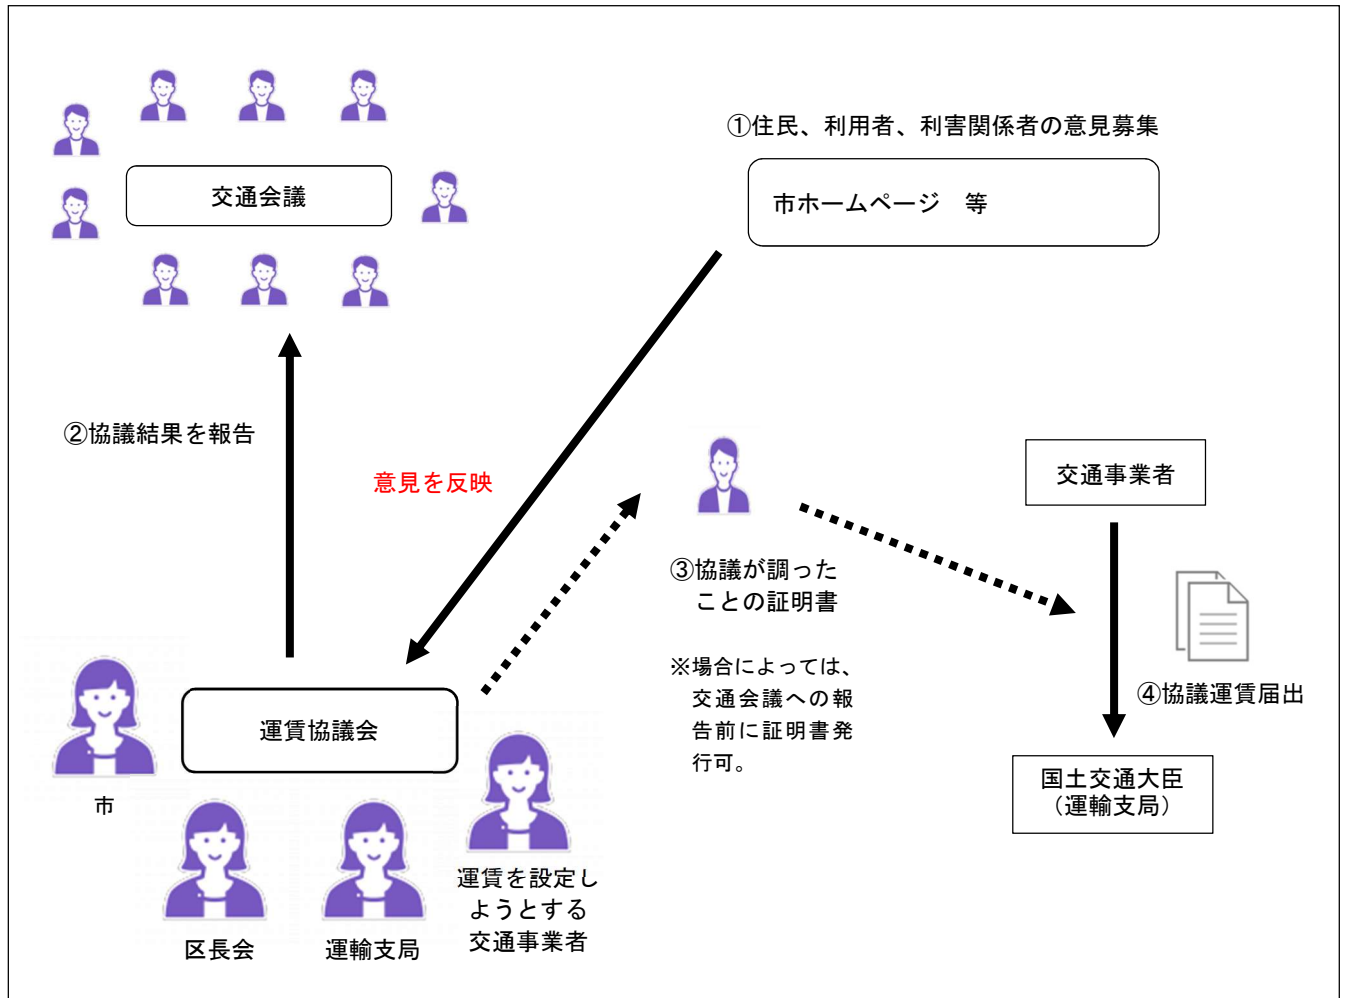 ①住民、利用者、利害関係者の意見募集
交通会議
市ホームページ　等
②協議結果を報告
意見を反映
交通事業者
③協議が調った
ことの証明書
※場合によっては、
交通会議への報
告前に証明書発
行可。
④協議運賃届出
運賃協議会
国土交通大臣
（運輸支局）
市
運賃を設定し
ようとする
交通事業者
区長会
運輸支局